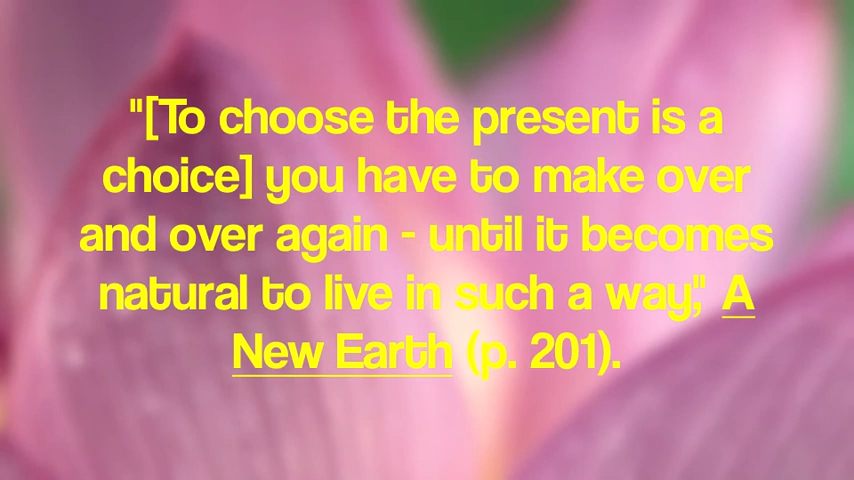 "[To choose the present is a
choice] you have to make over
and over again - until it becomes
natural to live in such a way," A
New Earth (p. 201).